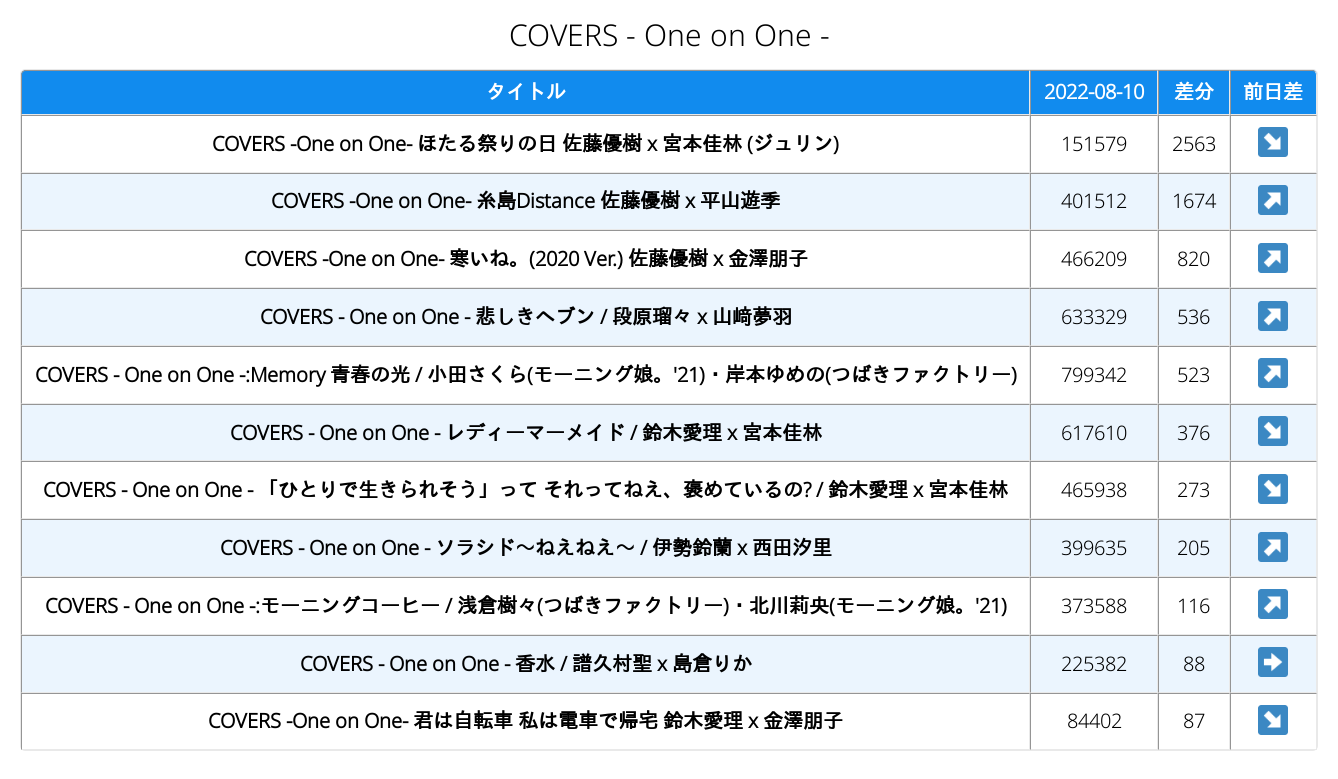 COVERS - One on One -
タイトル 2022-08-10 差分 前日差
COVERS -One on One- ほたる祭りの日 佐藤優樹 x 宮本佳林 (ジュリン) 151579 2563
COVERS -One on One- 糸島Distance 佐藤優樹 x 平山遊季 401512 1674
COVERS -One on One- 寒いね。(2020 Ver.) 佐藤優樹 x 金澤朋子 466209 820
COVERS - One on One - 悲しきヘブン / 段原瑠々 x 山﨑夢羽 633329 536
COVERS - One on One -:Memory 青春の光 / 小田さくら(モーニング娘。'21)・岸本ゆめの(つばきファクトリー) 799342 523
COVERS - One on One - レディーマーメイド / 鈴木愛理 x 宮本佳林 617610 376
COVERS - One on One - 「ひとりで生きられそう」って それってねえ、褒めているの? / 鈴木愛理 x 宮本佳林 465938 273
COVERS - One on One - ソラシド〜ねえねえ〜 / 伊勢鈴蘭 x 西田汐里 399635 205
COVERS - One on One -:モーニングコーヒー / 浅倉樹々(つばきファクトリー)・北川莉央(モーニング娘。'21) 373588 116
COVERS - One on One - 香水 / 譜久村聖 x 島倉りか 225382 88
COVERS -One on One- 君は自転車 私は電車で帰宅 鈴木愛理 x 金澤朋子 84402 87